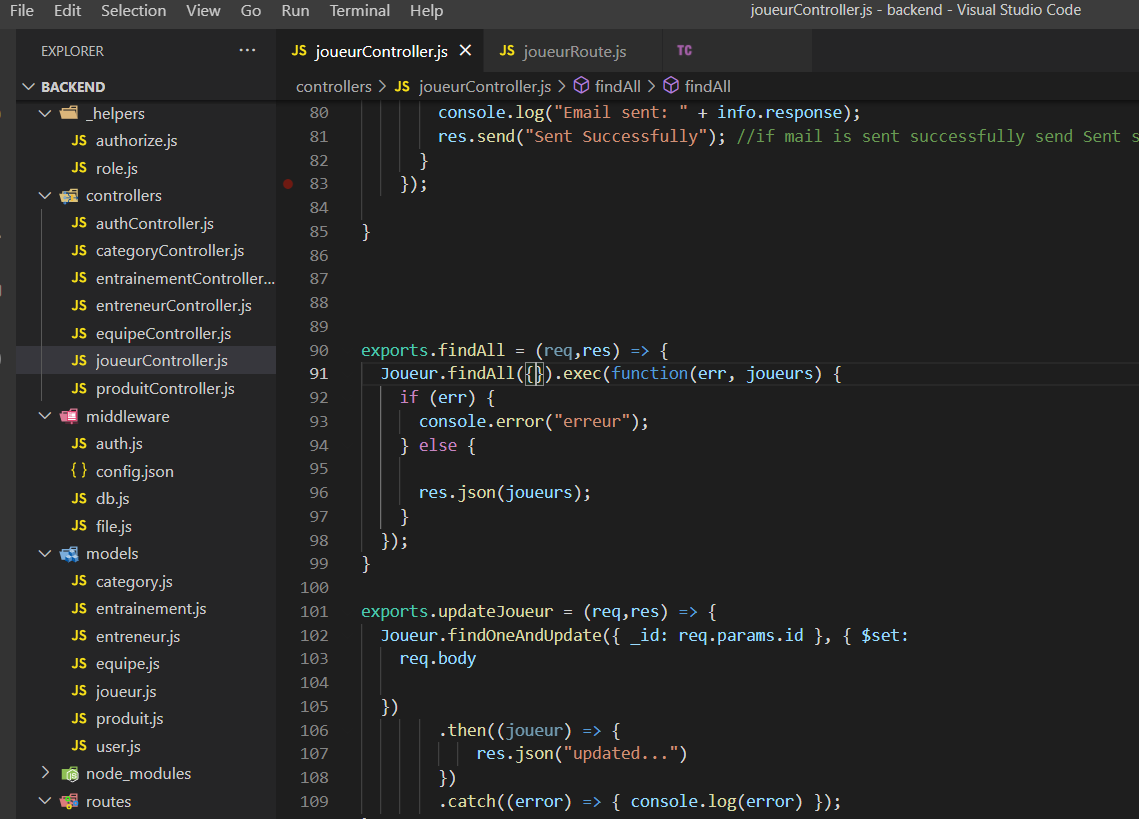 File Edit Selection View Go Run Terminal Help joueurController.js - backend - Visual Studio Code
EXPLORER ···
JS joueurController.js ×
JS joueurRoute.js
TC
BACKEND
_helpers
JS authorize.js
JS role.js
controllers
JS authController.js
JS categoryController.js
JS entrainementController...
JS entreneurController.js
JS equipeController.js
JS joueurController.js
JS produitController.js
middleware
JS auth.js
{ } config.json
JS db.js
JS file.js
models
JS category.js
JS entrainement.js
JS entreneur.js
JS equipe.js
JS joueur.js
JS produit.js
JS user.js
node_modules
routes
controllers > JS joueurController.js > findAll > findAll
80 console.log("Email sent: " + info.response);
81 res.send("Sent Successfully"); //if mail is sent successfully send Sent s
82 }
83 });
84
85 }
86
87
88
89
90 exports.findAll = (req,res) => {
91 Joueur.findAll({}).exec(function(err, joueurs) {
92 if (err) {
93 console.error("erreur");
94 } else {
95
96 res.json(joueurs);
97 }
98 });
99 }
100
101 exports.updateJoueur = (req,res) => {
102 Joueur.findOneAndUpdate({ _id: req.params.id }, { $set:
103 req.body
104
105 })
106 .then((joueur) => {
107 res.json("updated...")
108 })
109 .catch((error) => { console.log(error) });